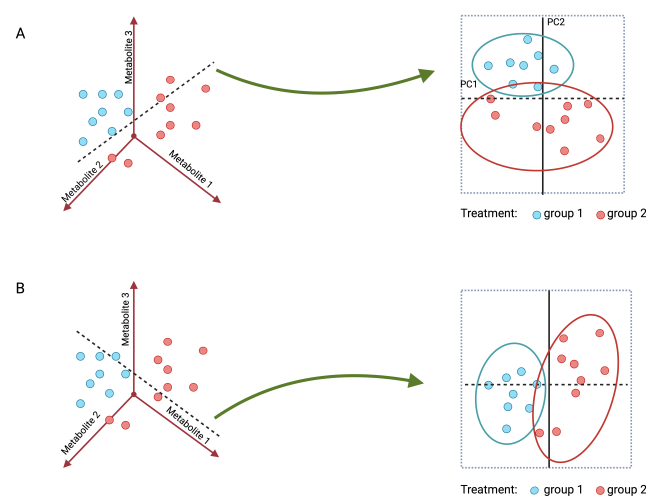 A
Metabolite 3
Metabolite 2
Metabolite 1
PC2
PC1
Treatment: group 1 group 2
B
Metabolite 3
Metabolite 2
Metabolite 1
Treatment: group 1 group 2